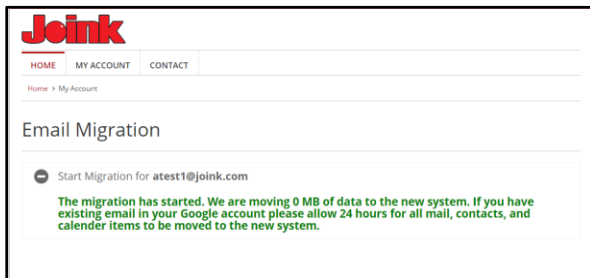 Joink
HOME MY ACCOUNT CONTACT
Home > My Account
Email Migration
Start Migration for atest1@joink.com
The migration has started. We are moving 0 MB of data to the new system. If you have
existing email in your Google account please allow 24 hours for all mail, contacts, and
calender items to be moved to the new system.